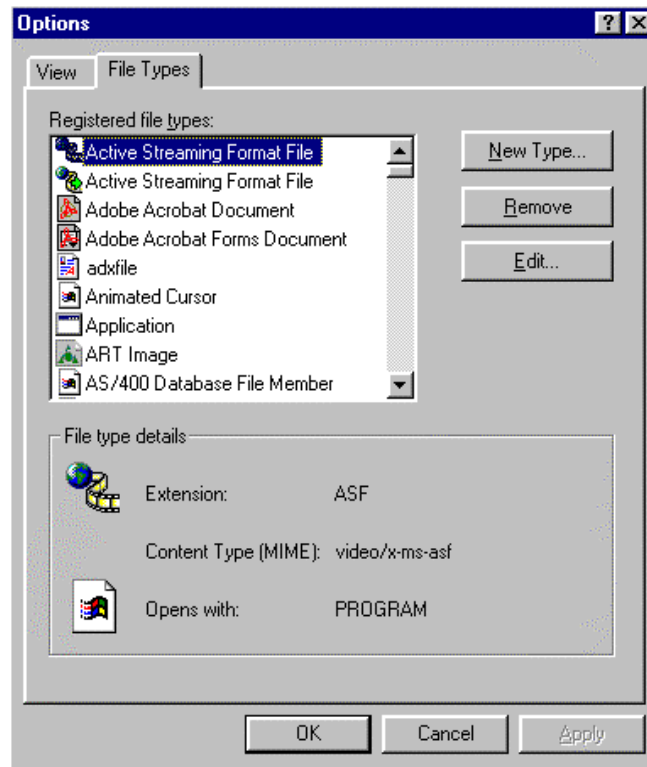 Options
View
File Types
Registered file types:
Active Streaming Format File
Active Streaming Format File
Adobe Acrobat Document
Adobe Acrobat Forms Document
adxfile
Animated Cursor
Application
ART Image
AS/400 Database File Member
New Type...
Remove
Edit...
File type details
Extension: ASF
Content Type (MIME): video/x-ms-asf
Opens with: PROGRAM
OK
Cancel
Apply